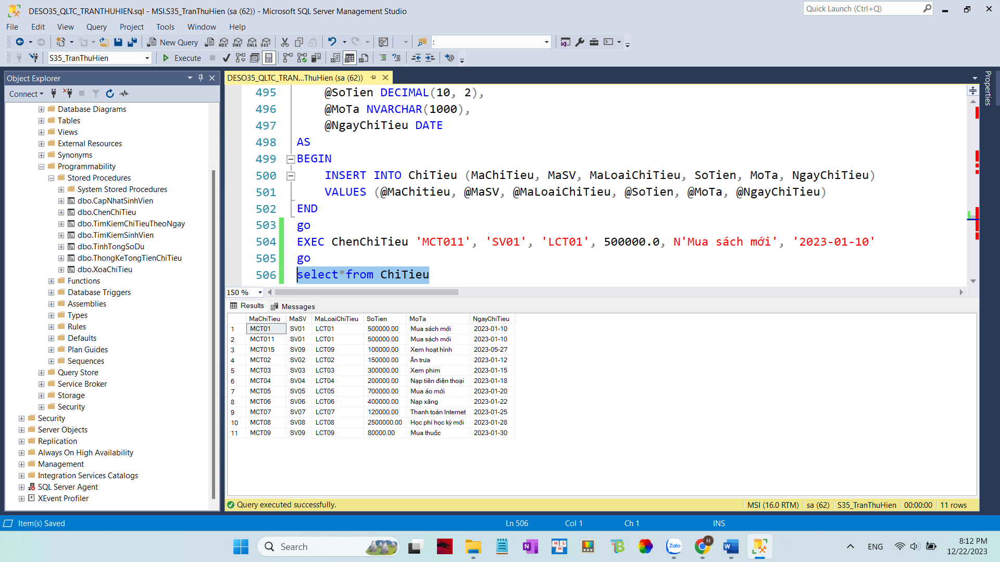 DESO35_QLTC_TRANTHUHIEN.sql - MSI.S35_TranThuHien (sa (62)) - Microsoft SQL Server Management Studio
Quick Launch (Ctrl+Q)
File Edit View Query Project Tools Window Help
New Query MDX DMX XMLA DAX :
S35_TranThuHien Execute
Object Explorer
Connect
Database Diagrams
Tables
Views
External Resources
Synonyms
Programmability
Stored Procedures
System Stored Procedures
dbo.CapNhatSinhVien
dbo.ChenChiTieu
dbo.TimKiemChiTieuTheoNgay
dbo.TimKiemSinhVien
dbo.TinhTongSoDu
dbo.ThongKeTongTienChiTieu
dbo.XoaChiTieu
Functions
Database Triggers
Assemblies
Types
Rules
Defaults
Plan Guides
Sequences
Query Store
Service Broker
Storage
Security
Security
Server Objects
Replication
Always On High Availability
Management
Integration Services Catalogs
SQL Server Agent
XEvent Profiler
DESO35_QLTC_TRAN...ThuHien (sa (62))
Properties
495 @SoTien DECIMAL(10, 2),
496 @MoTa NVARCHAR(1000),
497 @NgayChiTieu DATE
498 AS
499 BEGIN
500 INSERT INTO ChiTieu (MaChiTieu, MaSV, MaLoaiChiTieu, SoTien, MoTa, NgayChiTieu)
501 VALUES (@MaChitieu, @MaSV, @MaLoaiChiTieu, @SoTien, @MoTa, @NgayChiTieu)
502 END
503 go
504 EXEC ChenChiTieu 'MCT011', 'SV01', 'LCT01', 500000.0, N'Mua sách mới', '2023-01-10'
505 go
506 select*from ChiTieu
150 %
Results Messages
MaChiTieu MaSV MaLoaiChiTieu SoTien MoTa NgayChiTieu
1 MCT01 SV01 LCT01 500000.00 Mua sách mới 2023-01-10
2 MCT011 SV01 LCT01 500000.00 Mua sách mới 2023-01-10
3 MCT015 SV09 LCT09 100000.00 Xem hoạt hình 2023-05-27
4 MCT02 SV02 LCT02 150000.00 Ăn trưa 2023-01-12
5 MCT03 SV03 LCT03 300000.00 Xem phim 2023-01-15
6 MCT04 SV04 LCT04 200000.00 Nạp tiền điện thoại 2023-01-18
7 MCT05 SV05 LCT05 700000.00 Mua áo mới 2023-01-20
8 MCT06 SV06 LCT06 400000.00 Nạp xăng 2023-01-22
9 MCT07 SV07 LCT07 120000.00 Thanh toán Internet 2023-01-25
10 MCT08 SV08 LCT08 2500000.00 Học phí học kỳ mới 2023-01-28
11 MCT09 SV09 LCT09 80000.00 Mua thuốc 2023-01-30
Query executed successfully. MSI (16.0 RTM) sa (62) S35_TranThuHien 00:00:00 11 rows
Item(s) Saved Ln 506 Col 1 Ch 1 INS
Search
Zalo
H
ENG
8:12 PM
12/22/2023